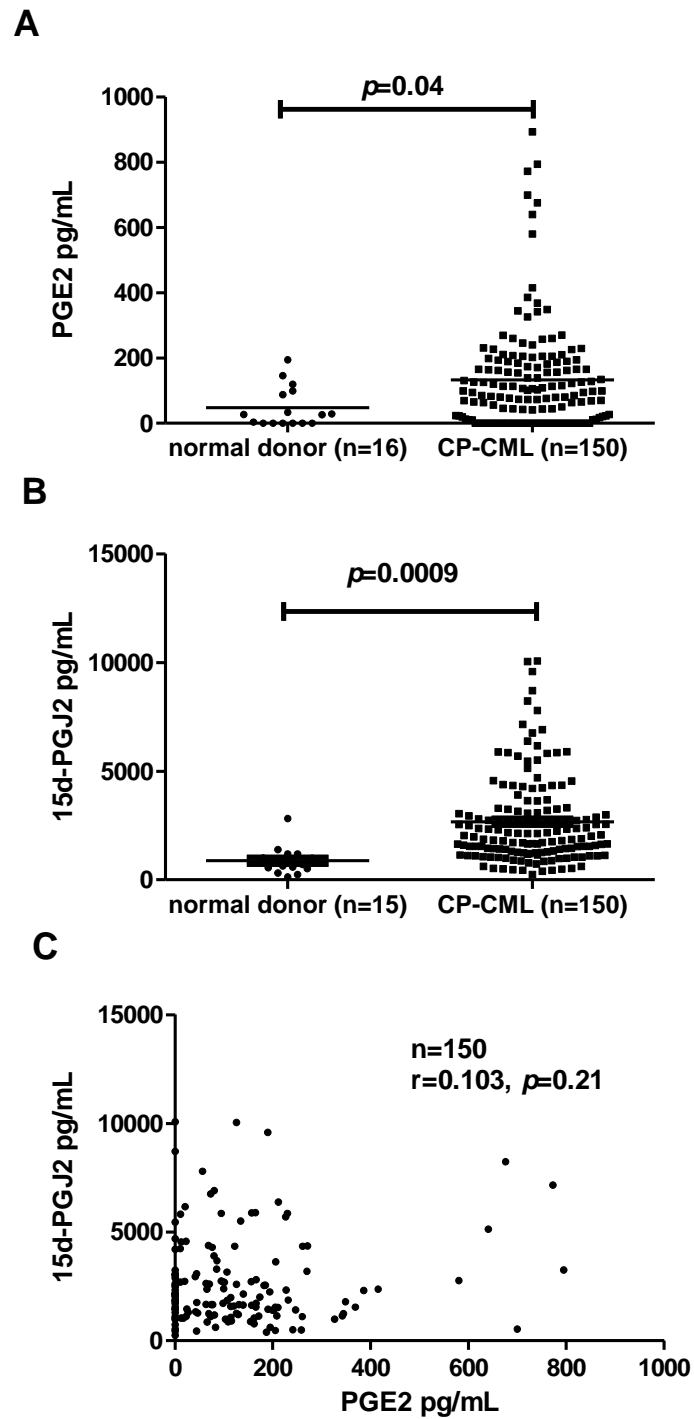 A
p=0.04
1000
800
600
400
200
0
PGE2 pg/mL
normal donor (n=16) CP-CML (n=150)
B
p=0.0009
15000
10000
5000
0
15d-PGJ2 pg/mL
normal donor (n=15) CP-CML (n=150)
C
n=150
r=0.103, p=0.21
15000
10000
5000
0
15d-PGJ2 pg/mL
0 200 400 600 800 1000
PGE2 pg/mL